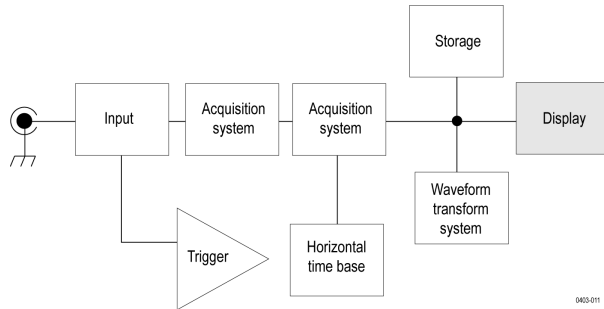 Storage
Input
Acquisition
system
Acquisition
system
Display
Waveform
transform
system
Trigger
Horizontal
time base
0403-011